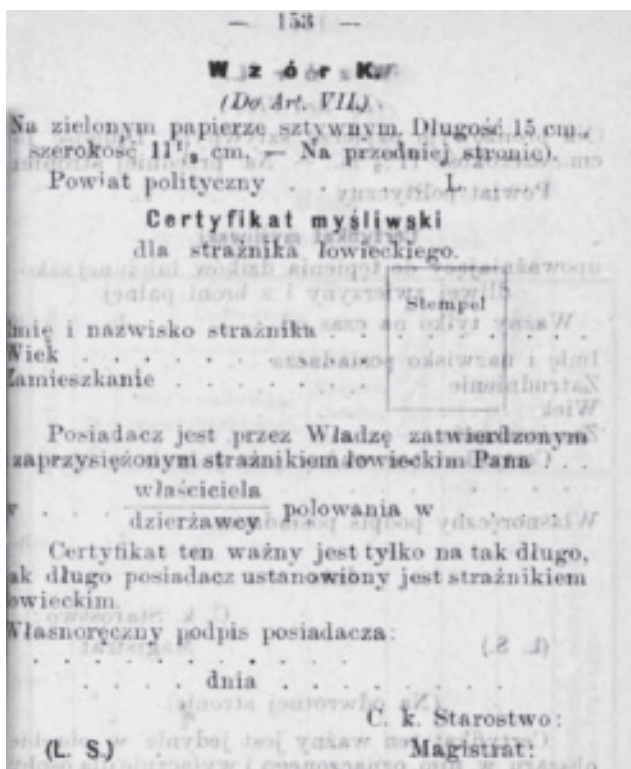 — 153 —
Wzór K.
(Do Art. VII.)
Na zielonym papierze sztywnym. Długość 15 cm.,
szerokość 11½ cm. — Na przedniej stronie).
Powiat polityczny . . . . . L
Certyfikat myśliwski
dla strażnika łowieckiego.
Stempel
Imię i nazwisko strażnika . . . . . . . .
Wiek . . . . . . . .
Zamieszkanie . . . . . . .
Posiadacz jest przez Władzę zatwierdzonym
zaprzysiężonym strażnikiem łowieckim Pana . . .
właściciela
w . . . polowania w . . . .
dzierżawcy
Certyfikat ten ważny jest tylko na tak długo,
ak długo posiadacz ustanowiony jest strażnikiem
owieckim.
Własnoręczny podpis posiadacza:
. . . . . . . . . .
. . . . dnia . . . . . . .
C. k. Starostwo:
(L. S.) Magistrat: